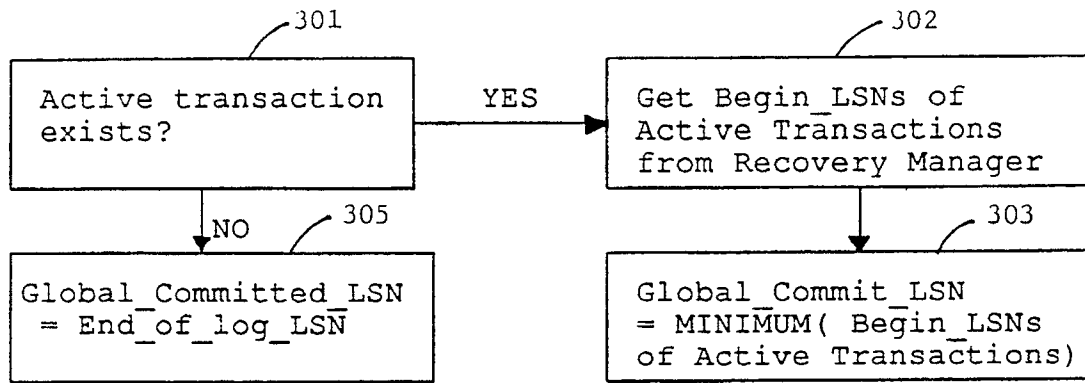 301
Active transaction
exists?
YES
302
Get Begin_LSNs of
Active Transactions
from Recovery Manager
NO
305
Global_Committed_LSN
= End_of_log_LSN
303
Global_Commit_LSN
= MINIMUM( Begin_LSNs
of Active Transactions)